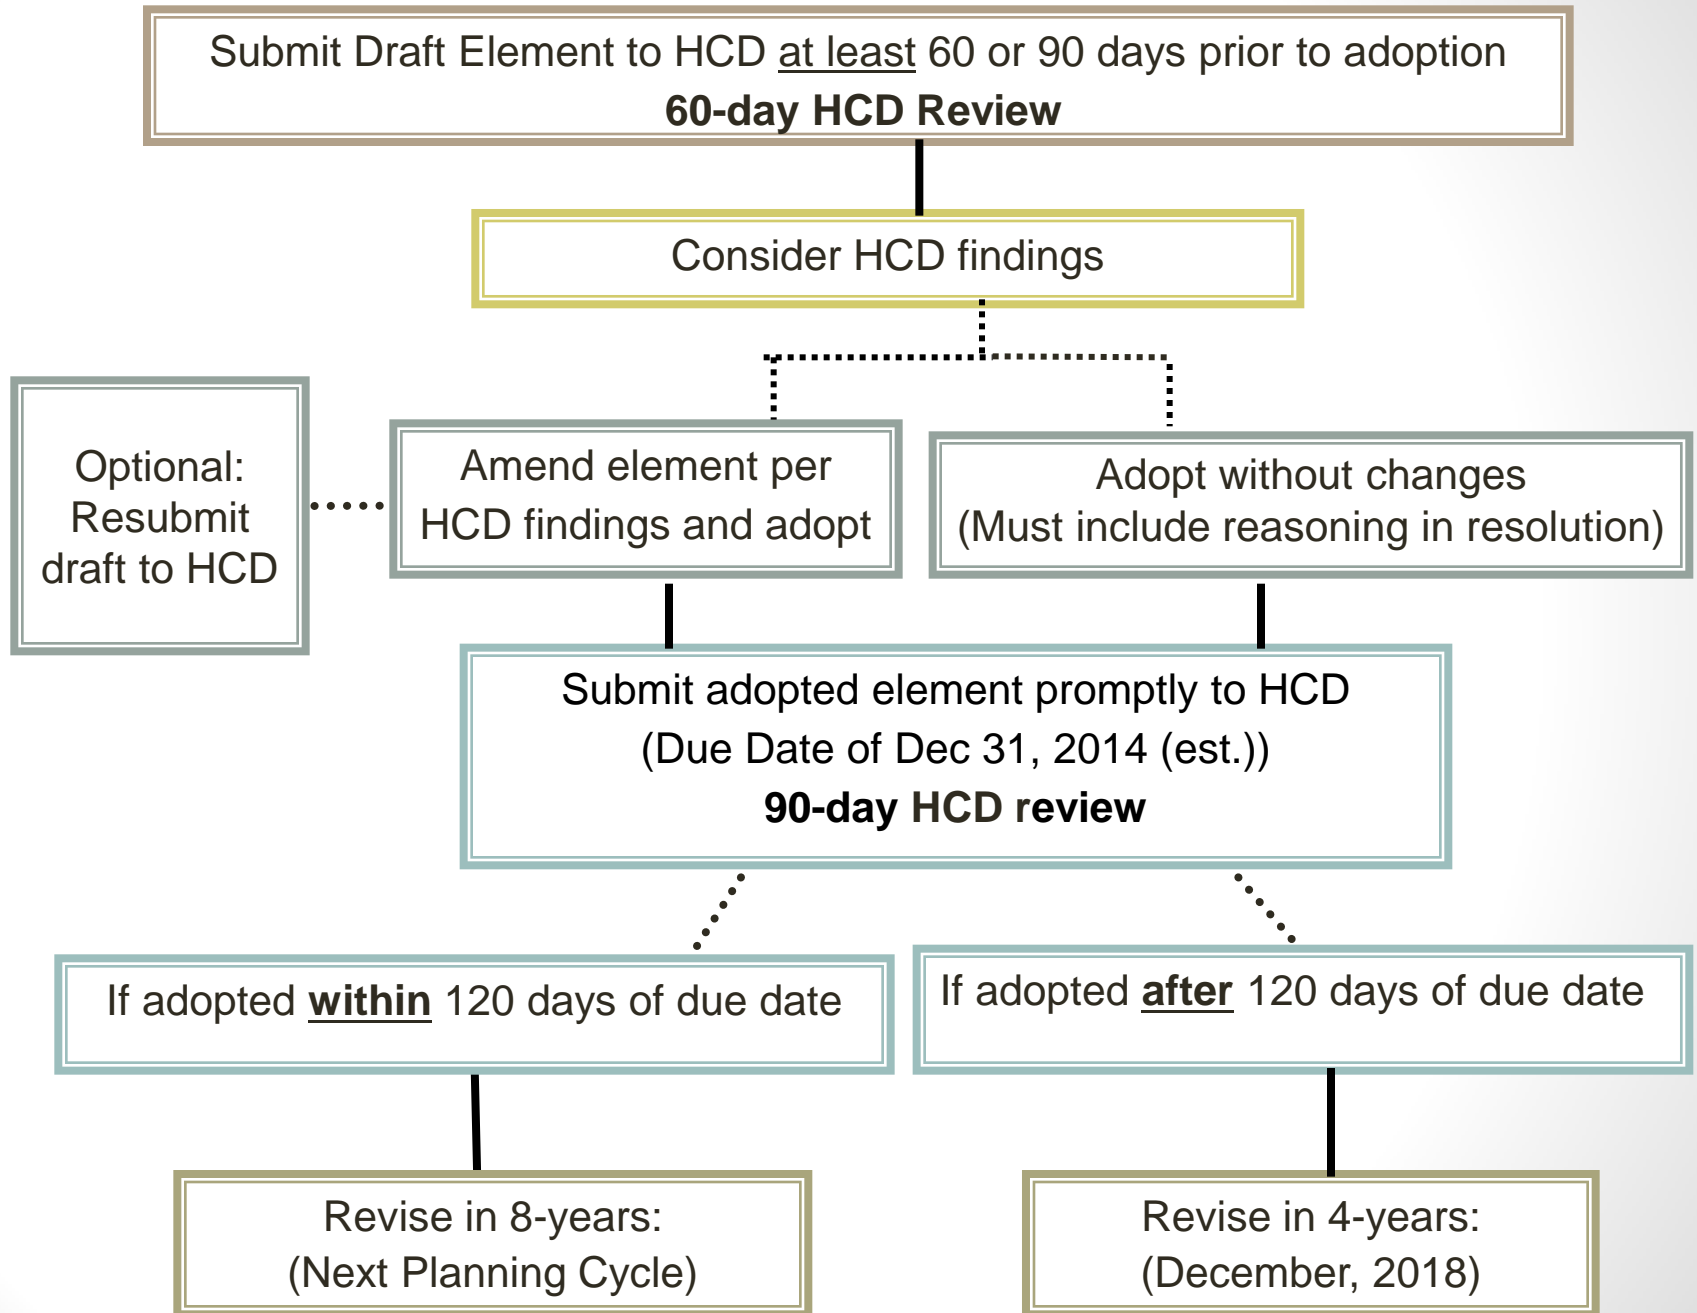 Submit Draft Element to HCD at least 60 or 90 days prior to adoption
60-day HCD Review
Consider HCD findings
Optional:
Resubmit
draft to HCD
Amend element per
HCD findings and adopt
Adopt without changes
(Must include reasoning in resolution)
Submit adopted element promptly to HCD
(Due Date of Dec 31, 2014 (est.))
90-day HCD review
If adopted within 120 days of due date
If adopted after 120 days of due date
Revise in 8-years:
(Next Planning Cycle)
Revise in 4-years:
(December, 2018)